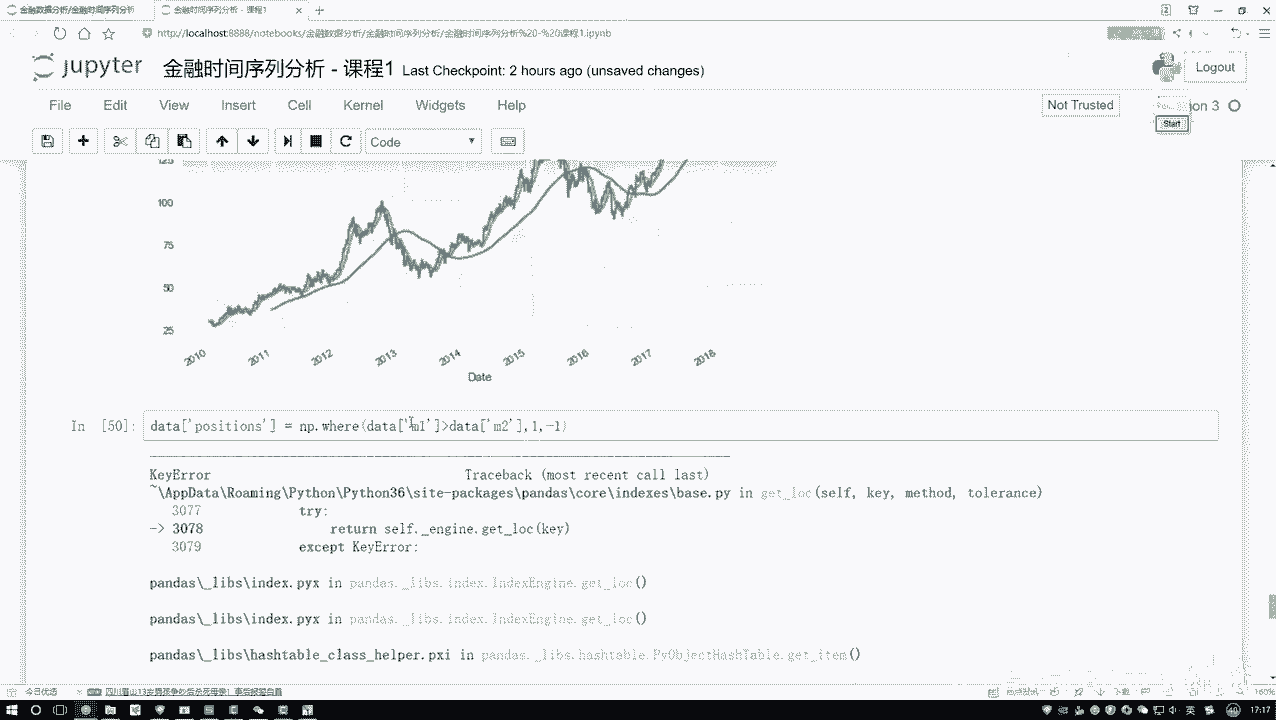 金融数据分析/金融时间序列分析
金融时间序列分析 - 课程1
http://localhost:8888/notebooks/金融数据分析/金融时间序列分析/金融时间序列分析%20-%20课程1.ipynb
jupyter 金融时间序列分析 - 课程1 Last Checkpoint: 2 hours ago (unsaved changes)
Logout
File Edit View Insert Cell Kernel Widgets Help
Not Trusted
on 3
Start
Code
125
100
75
50
25
2010 2011 2012 2013 2014 2015 2016 2017 2018
Date
In [50]: data['positions'] = np.where(data['m1']>data['m2'],1,-1)
KeyError Traceback (most recent call last)
~\AppData\Roaming\Python\Python36\site-packages\pandas\core\indexes\base.py in get_loc(self, key, method, tolerance)
3077 try:
-> 3078 return self._engine.get_loc(key)
3079 except KeyError:
pandas\_libs\index.pyx in pandas._libs.index.IndexEngine.get_loc()
pandas\_libs\index.pyx in pandas._libs.index.IndexEngine.get_loc()
pandas\_libs\hashtable_class_helper.pxi in pandas._libs.hashtable.PyObjectHashTable.get_item()
今日优选
下载
160%
英
17:17